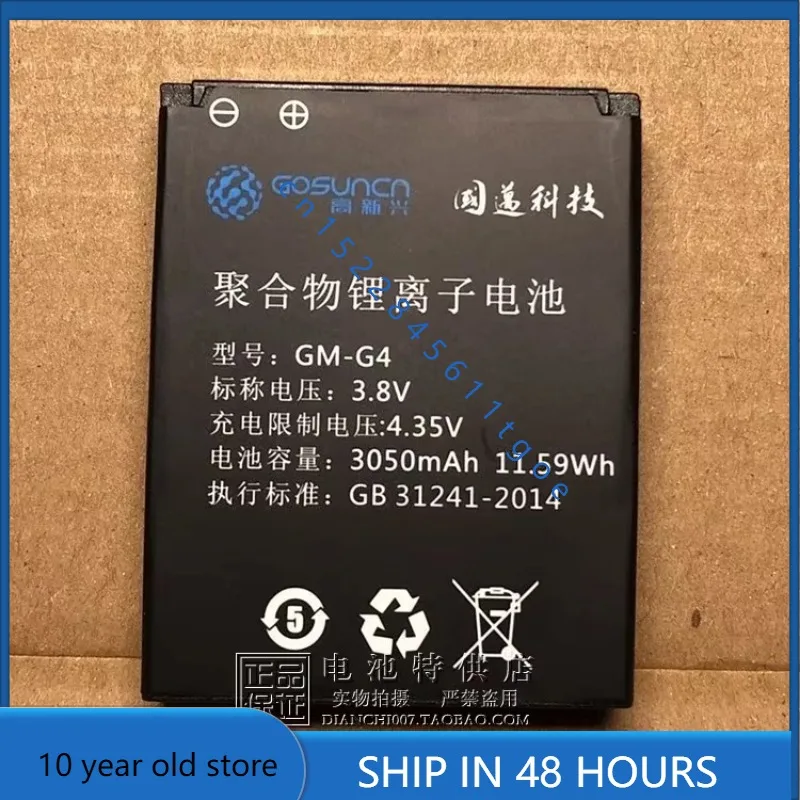 GOSUNCN
高新兴
國邁科技
聚合物锂离子电池
型号: GM-G4
标称电压: 3.8V
充电限制电压:4.35V
电池容量: 3050mAh 11.59Wh
执行标准: GB 31241-2014
cn1522845611tgoe
5
正品
保证
电池特供店
实物拍摄 严禁盗用
DIANCHI007.TAOBAO.COM
10 year old store
SHIP IN 48 HOURS